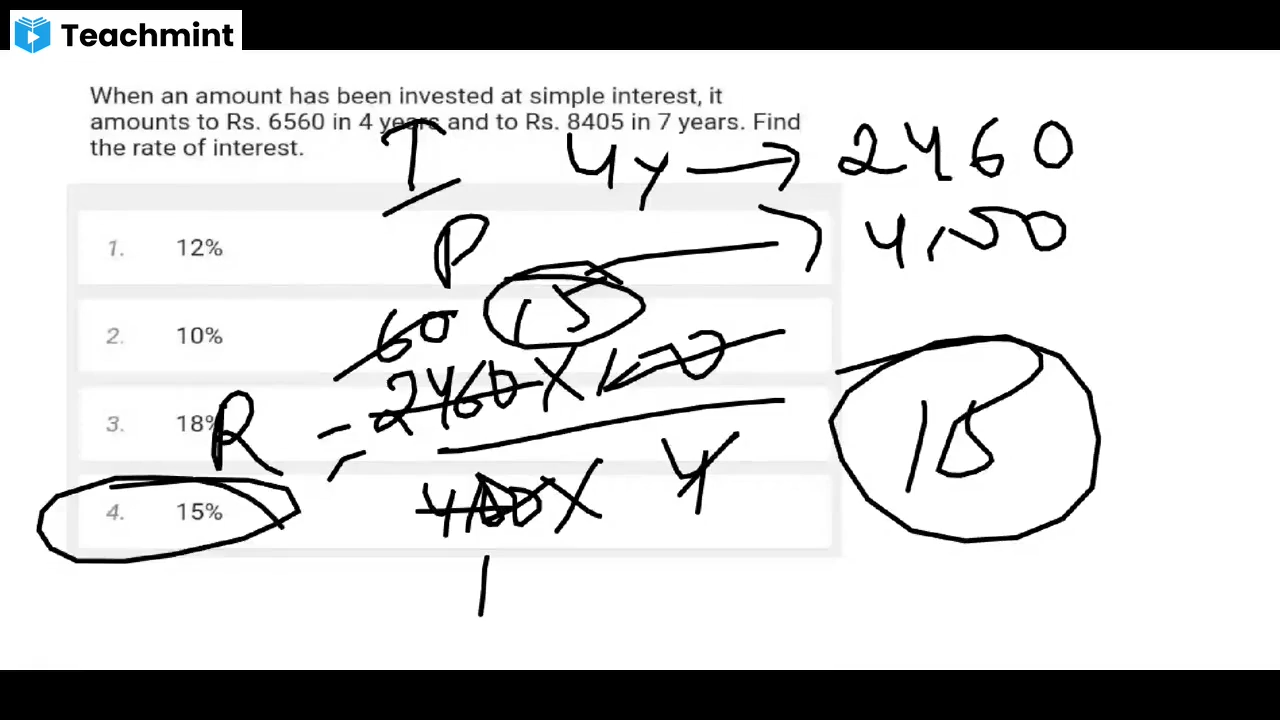 Teachmint
When an amount has been invested at simple interest, it
amounts to Rs. 6560 in 4 years and to Rs. 8405 in 7 years. Find
the rate of interest.
I 4y → 2460
P
1. 12%
60 15
2. 10%
2460 X 100
3. 18%
R =
400 X 4
15
4. 15%
1